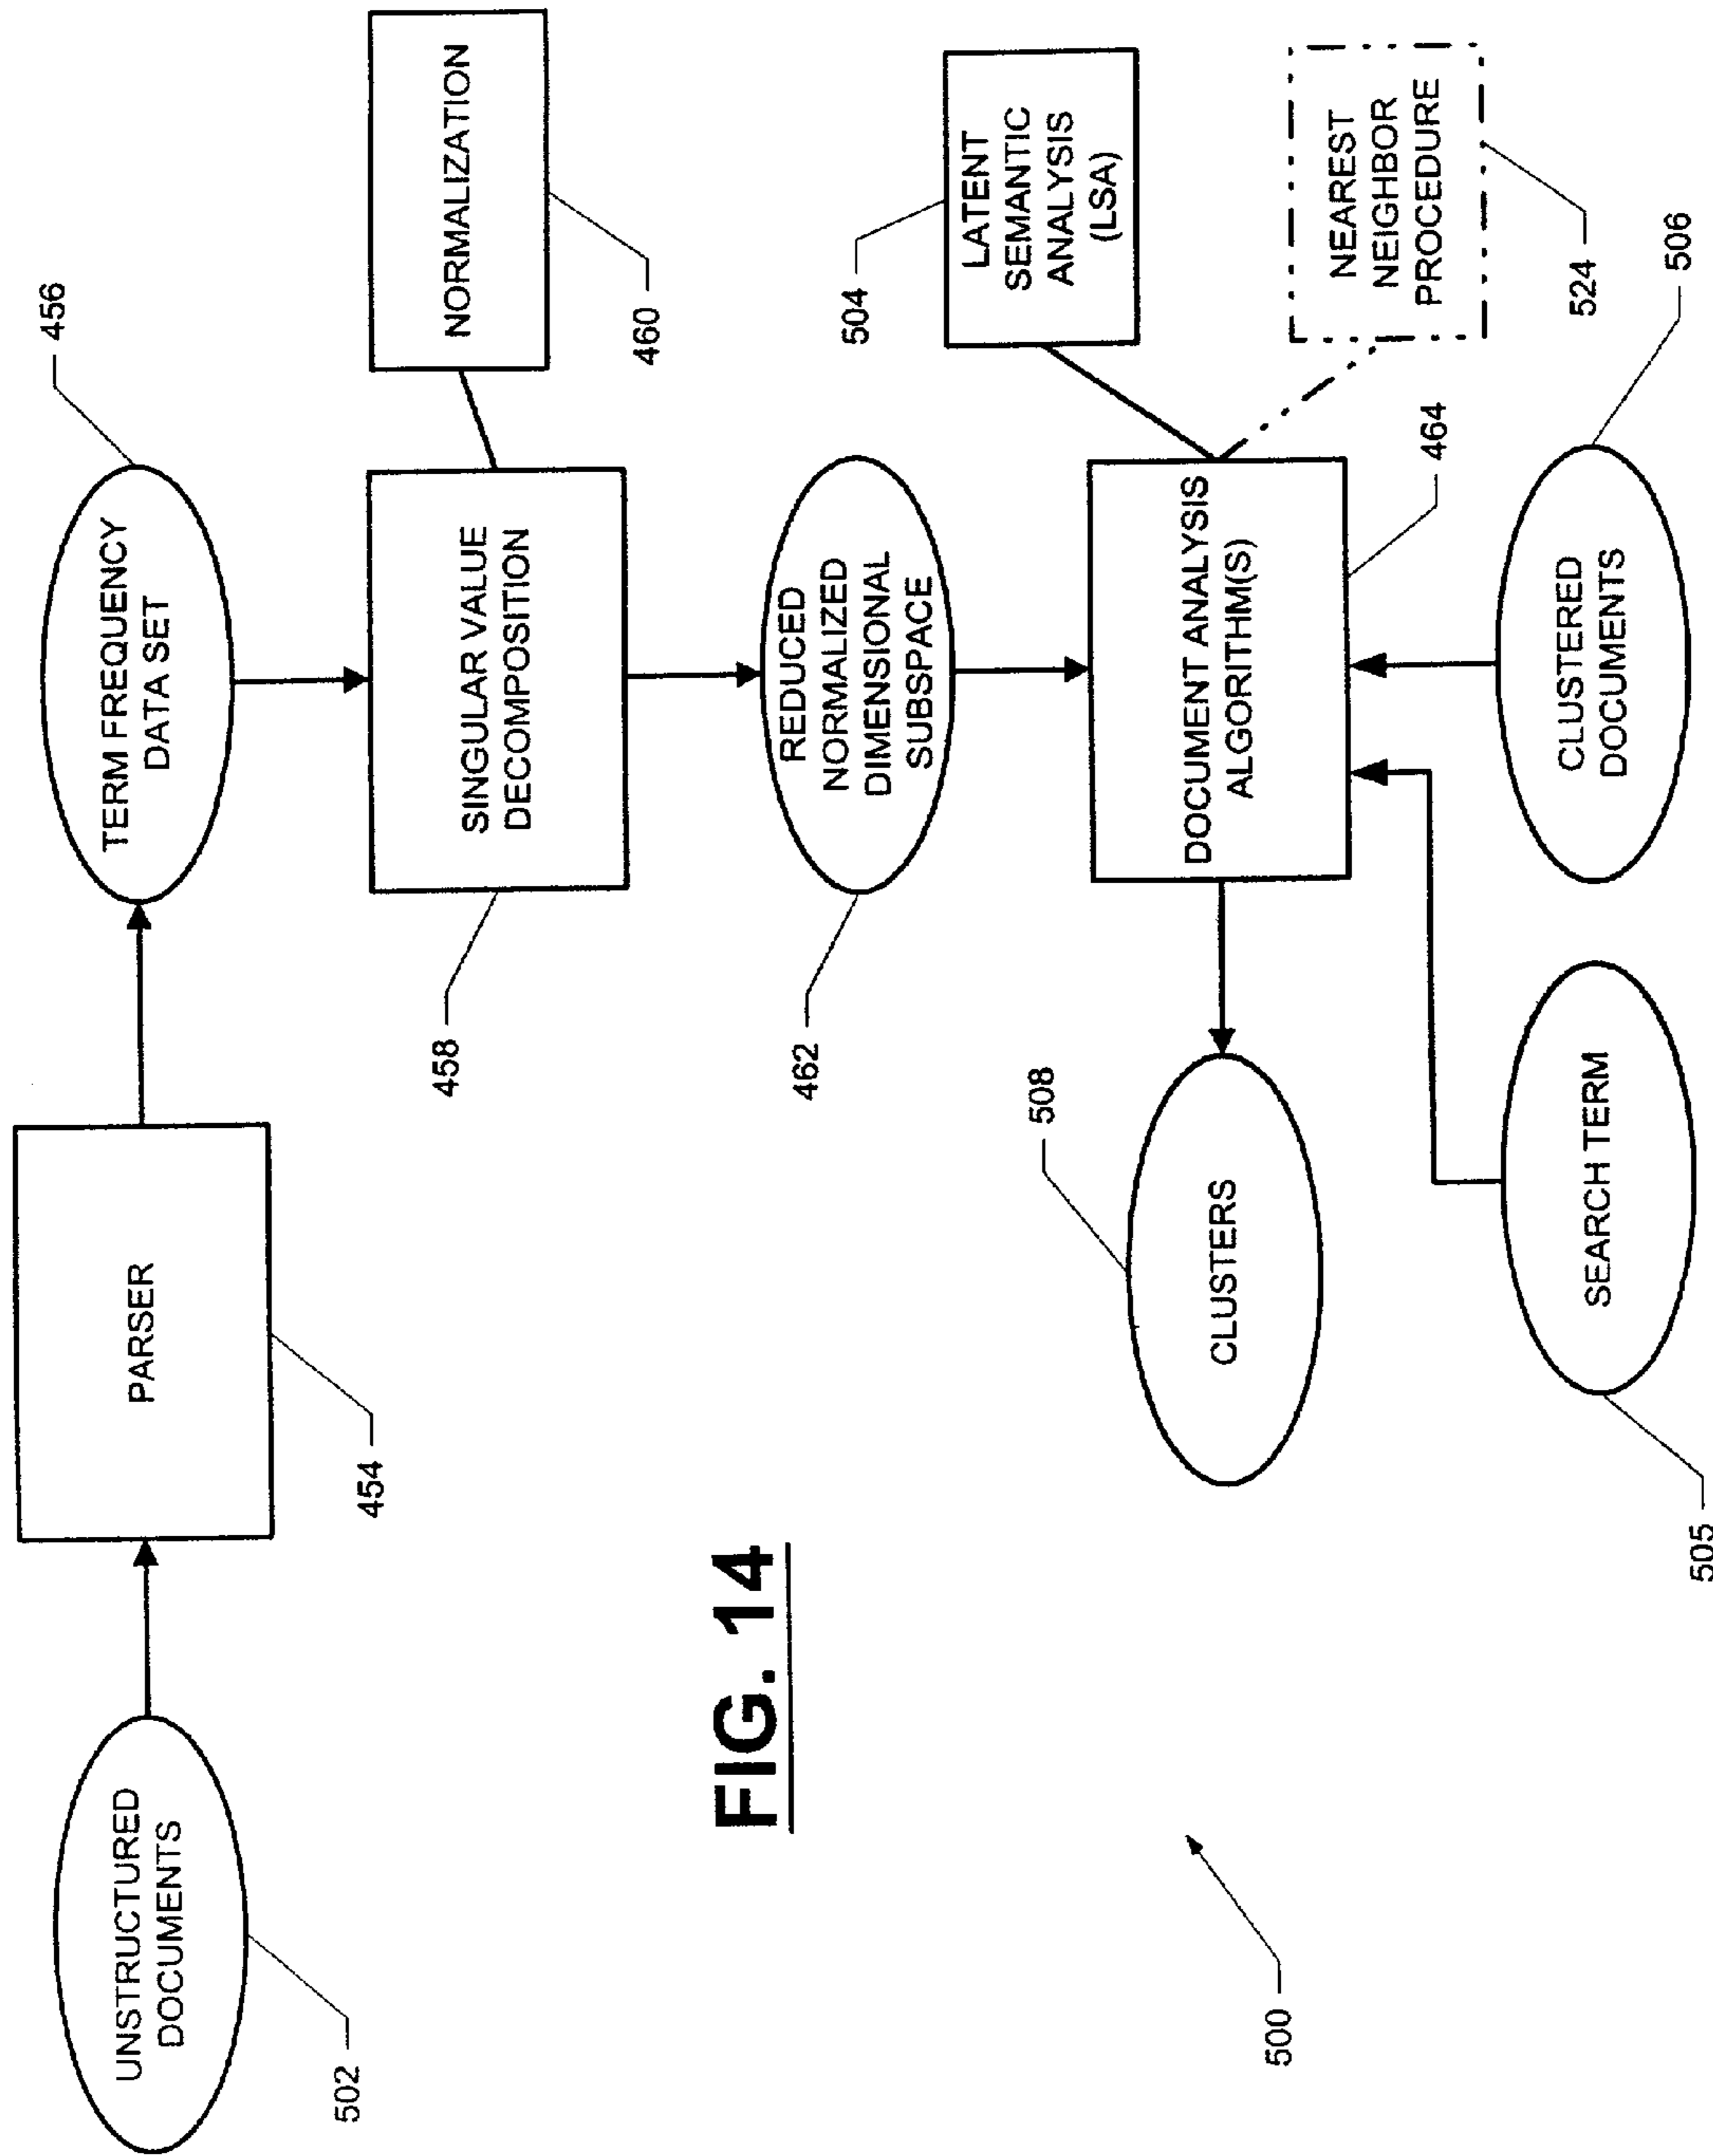 UNSTRUCTURED
DOCUMENTS
502
PARSER
454
TERM FREQUENCY
DATA SET
456
SINGULAR VALUE
DECOMPOSITION
458
NORMALIZATION
460
REDUCED
NORMALIZED
DIMENSIONAL
SUBSPACE
462
FIG. 14
500
CLUSTERS
508
DOCUMENT ANALYSIS
ALGORITHM(S)
464
LATENT
SEMANTIC
ANALYSIS
(LSA)
504
NEAREST
NEIGHBOR
PROCEDURE
524
SEARCH TERM
505
CLUSTERED
DOCUMENTS
506